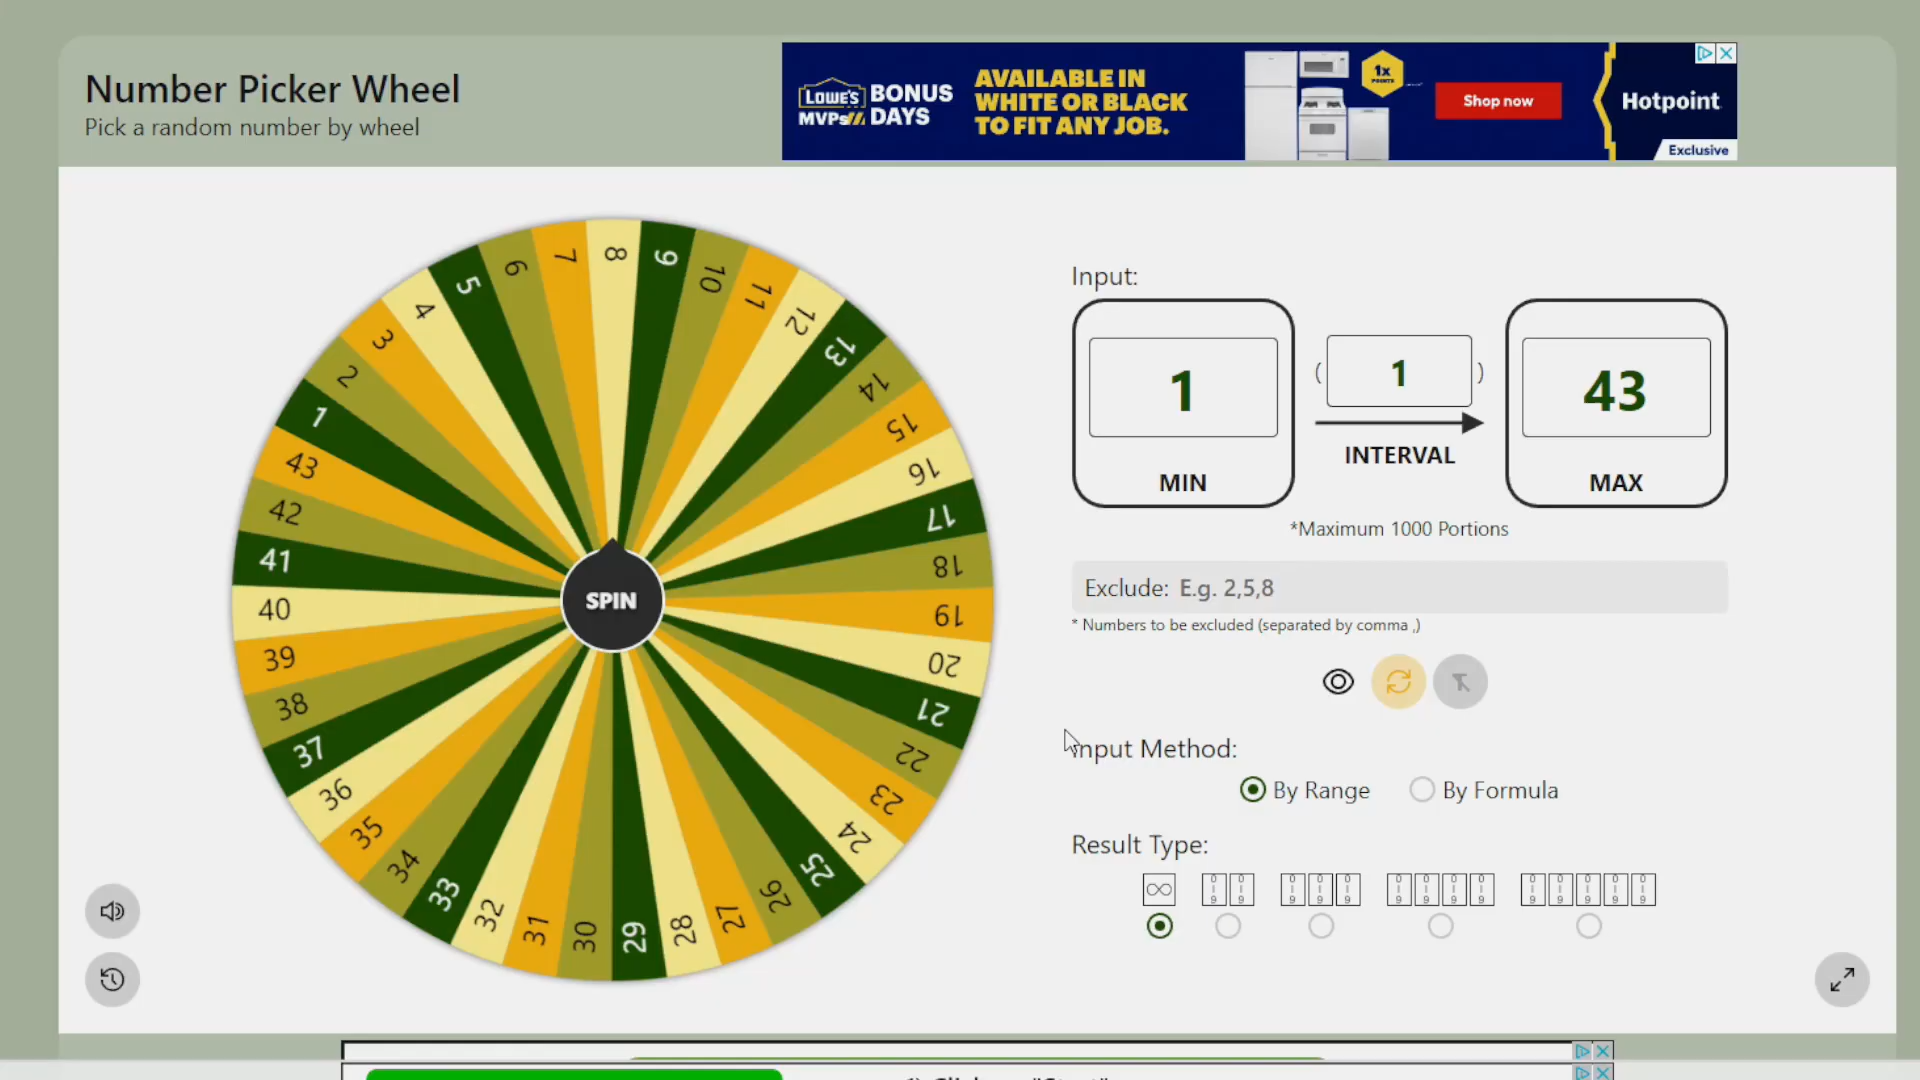 Number Picker Wheel
Pick a random number by wheel
LOWE'S
MVPs
BONUS
DAYS
AVAILABLE IN
WHITE OR BLACK
TO FIT ANY JOB.
1x
POINTS
Shop now
Hotpoint
Exclusive
1
2
3
4
5
6
7
8
9
10
11
12
13
14
15
16
17
18
19
20
21
22
23
24
25
26
27
28
29
30
31
32
33
34
35
36
37
38
39
40
41
42
43
SPIN
Input:
1
MIN
( 1 )
INTERVAL
43
MAX
*Maximum 1000 Portions
Exclude: E.g. 2,5,8
* Numbers to be excluded (separated by comma ,)
Input Method:
By Range
By Formula
Result Type: